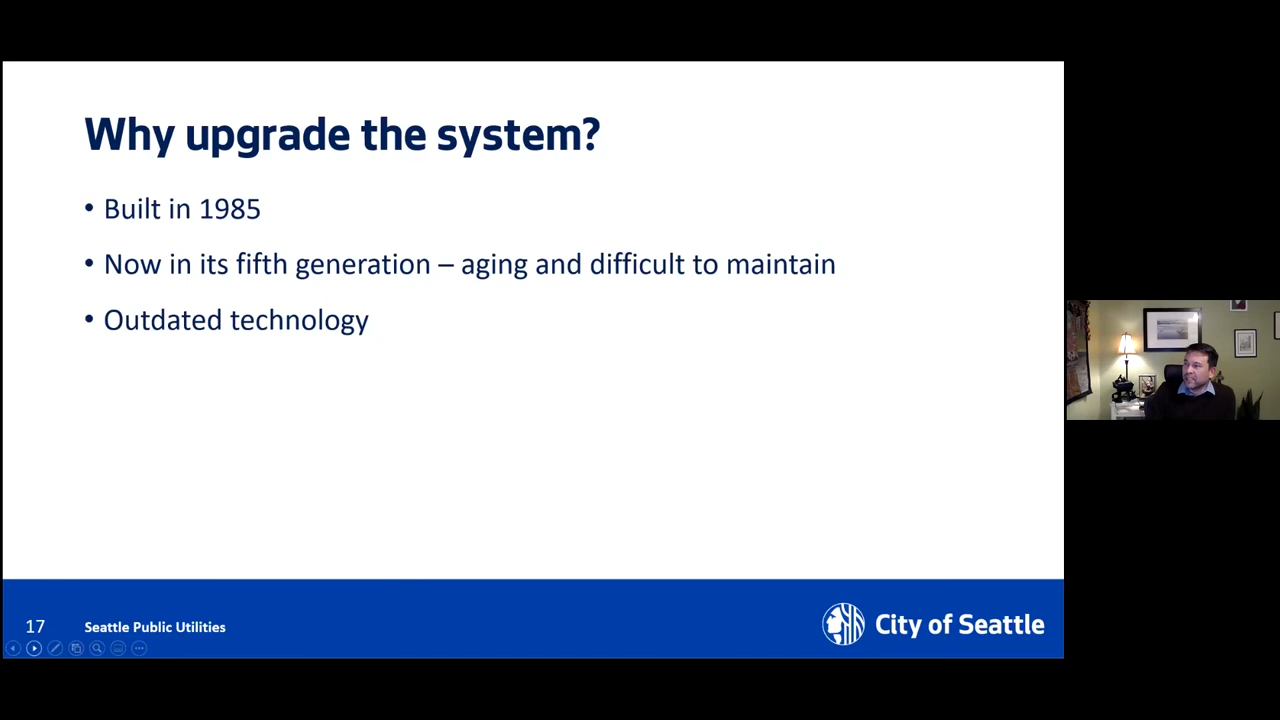 Why upgrade the system?
• Built in 1985
• Now in its fifth generation – aging and difficult to maintain
• Outdated technology
17
Seattle Public Utilities
City of Seattle